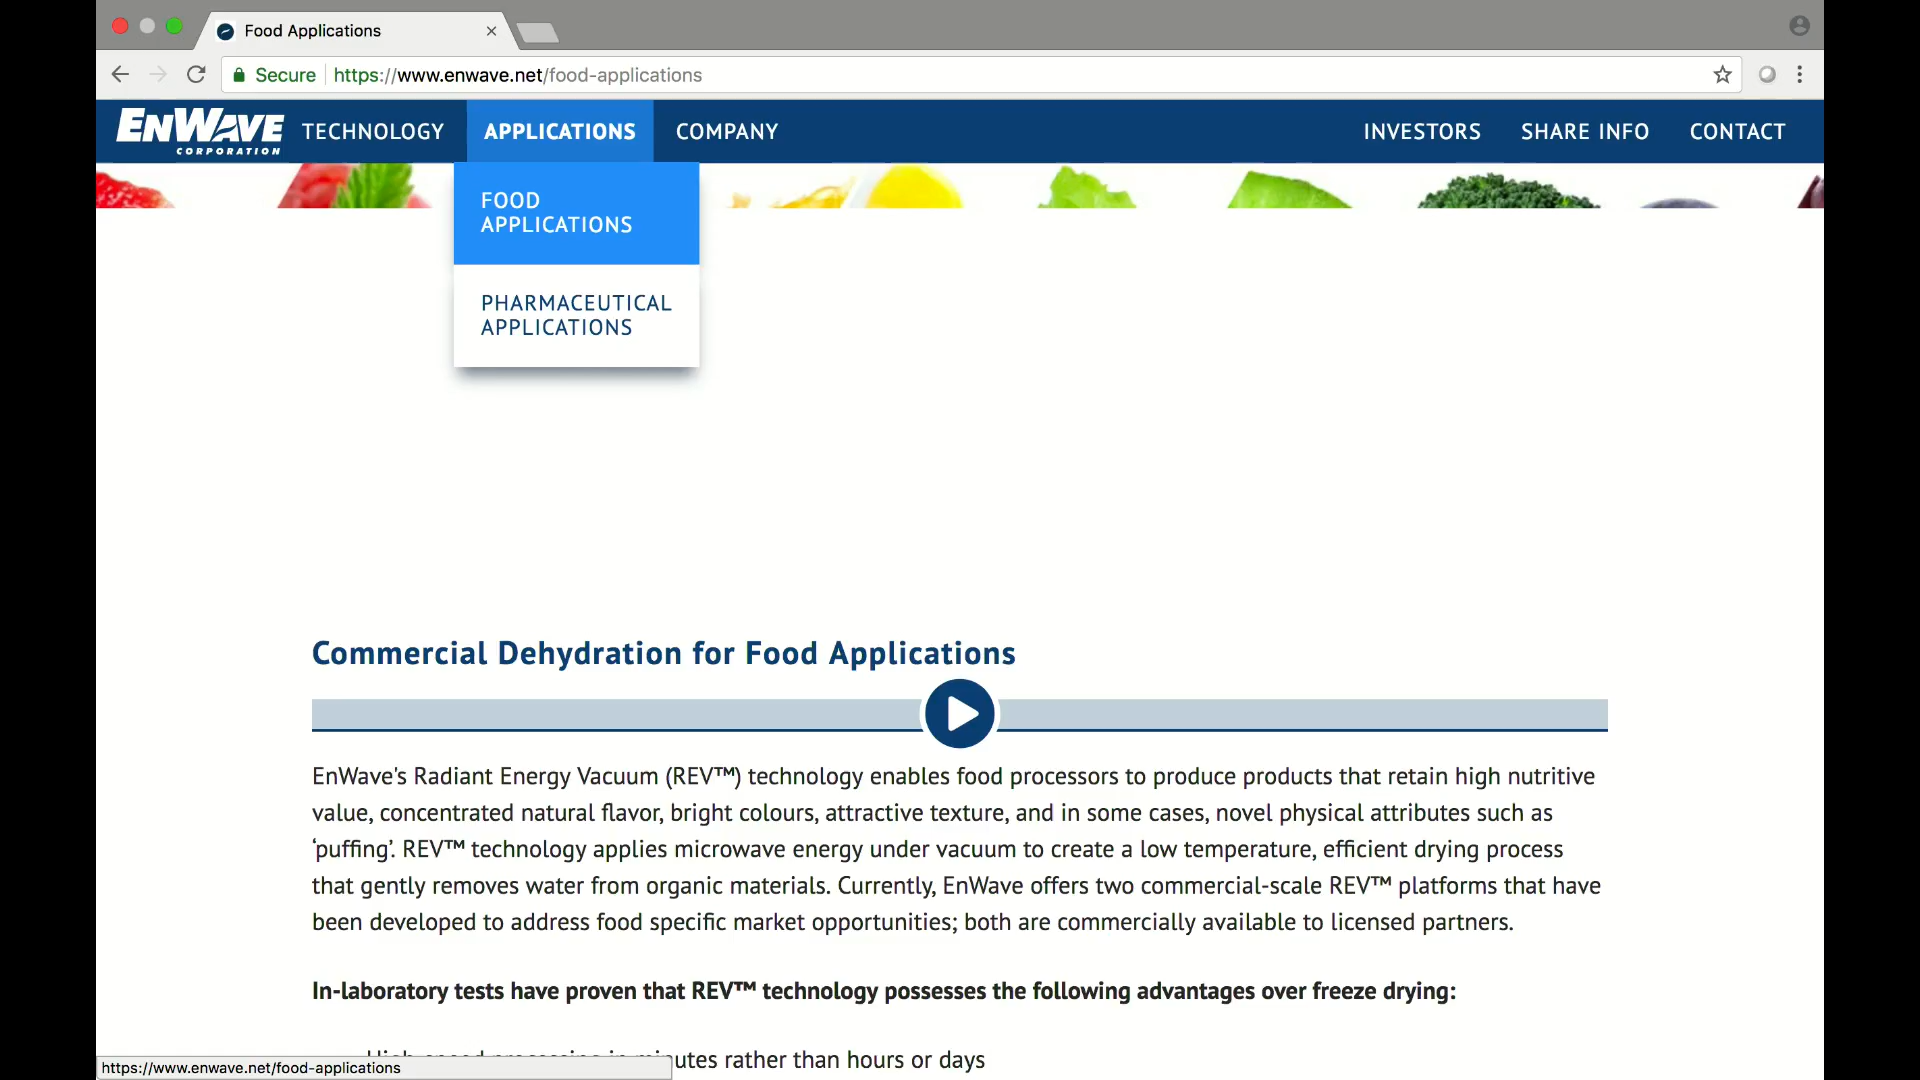 Food Applications
Secure https://www.enwave.net/food-applications
ENWAVE
CORPORATION
TECHNOLOGY APPLICATIONS COMPANY INVESTORS SHARE INFO CONTACT
FOOD
APPLICATIONS
PHARMACEUTICAL
APPLICATIONS
Commercial Dehydration for Food Applications
EnWave's Radiant Energy Vacuum (REV™) technology enables food processors to produce products that retain high nutritive
value, concentrated natural flavor, bright colours, attractive texture, and in some cases, novel physical attributes such as
‘puffing’. REV™ technology applies microwave energy under vacuum to create a low temperature, efficient drying process
that gently removes water from organic materials. Currently, EnWave offers two commercial-scale REV™ platforms that have
been developed to address food specific market opportunities; both are commercially available to licensed partners.
In-laboratory tests have proven that REV™ technology possesses the following advantages over freeze drying:
High-speed processing in minutes rather than hours or days
https://www.enwave.net/food-applications